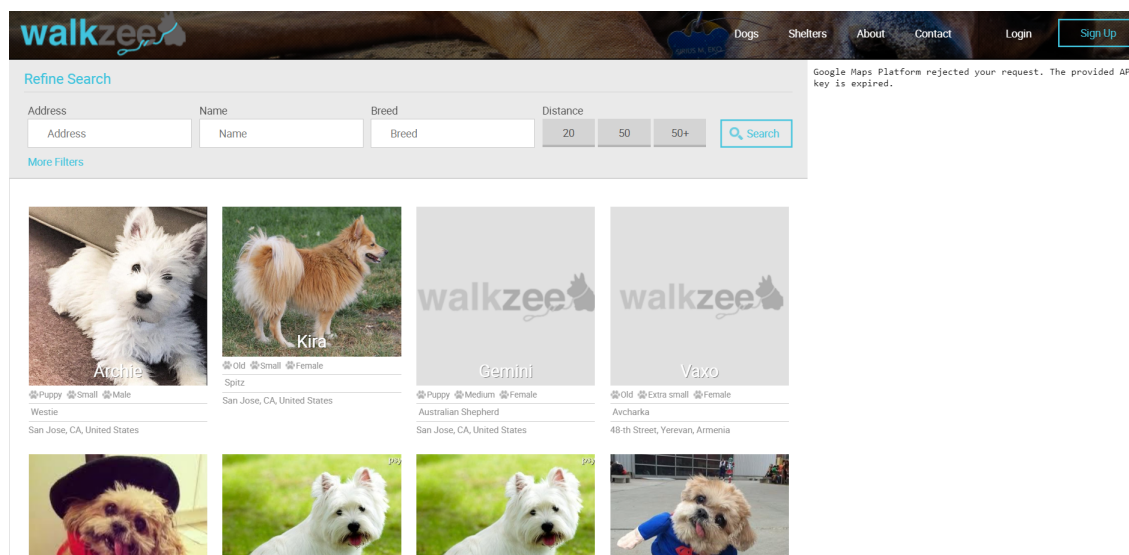 walkzee
Dogs Shelters About Contact Login Sign Up
Refine Search
Google Maps Platform rejected your request. The provided AP
key is expired.
Address Name Breed Distance
Address Name Breed 20 50 50+ Search
More Filters
Archie
Puppy Small Male
Westie
San Jose, CA, United States
Kira
Old Small Female
Spitz
San Jose, CA, United States
walkzee
Gemini
Puppy Medium Female
Australian Shepherd
San Jose, CA, United States
walkzee
Vaxo
Old Extra small Female
Avcharka
48-th Street, Yerevan, Armenia